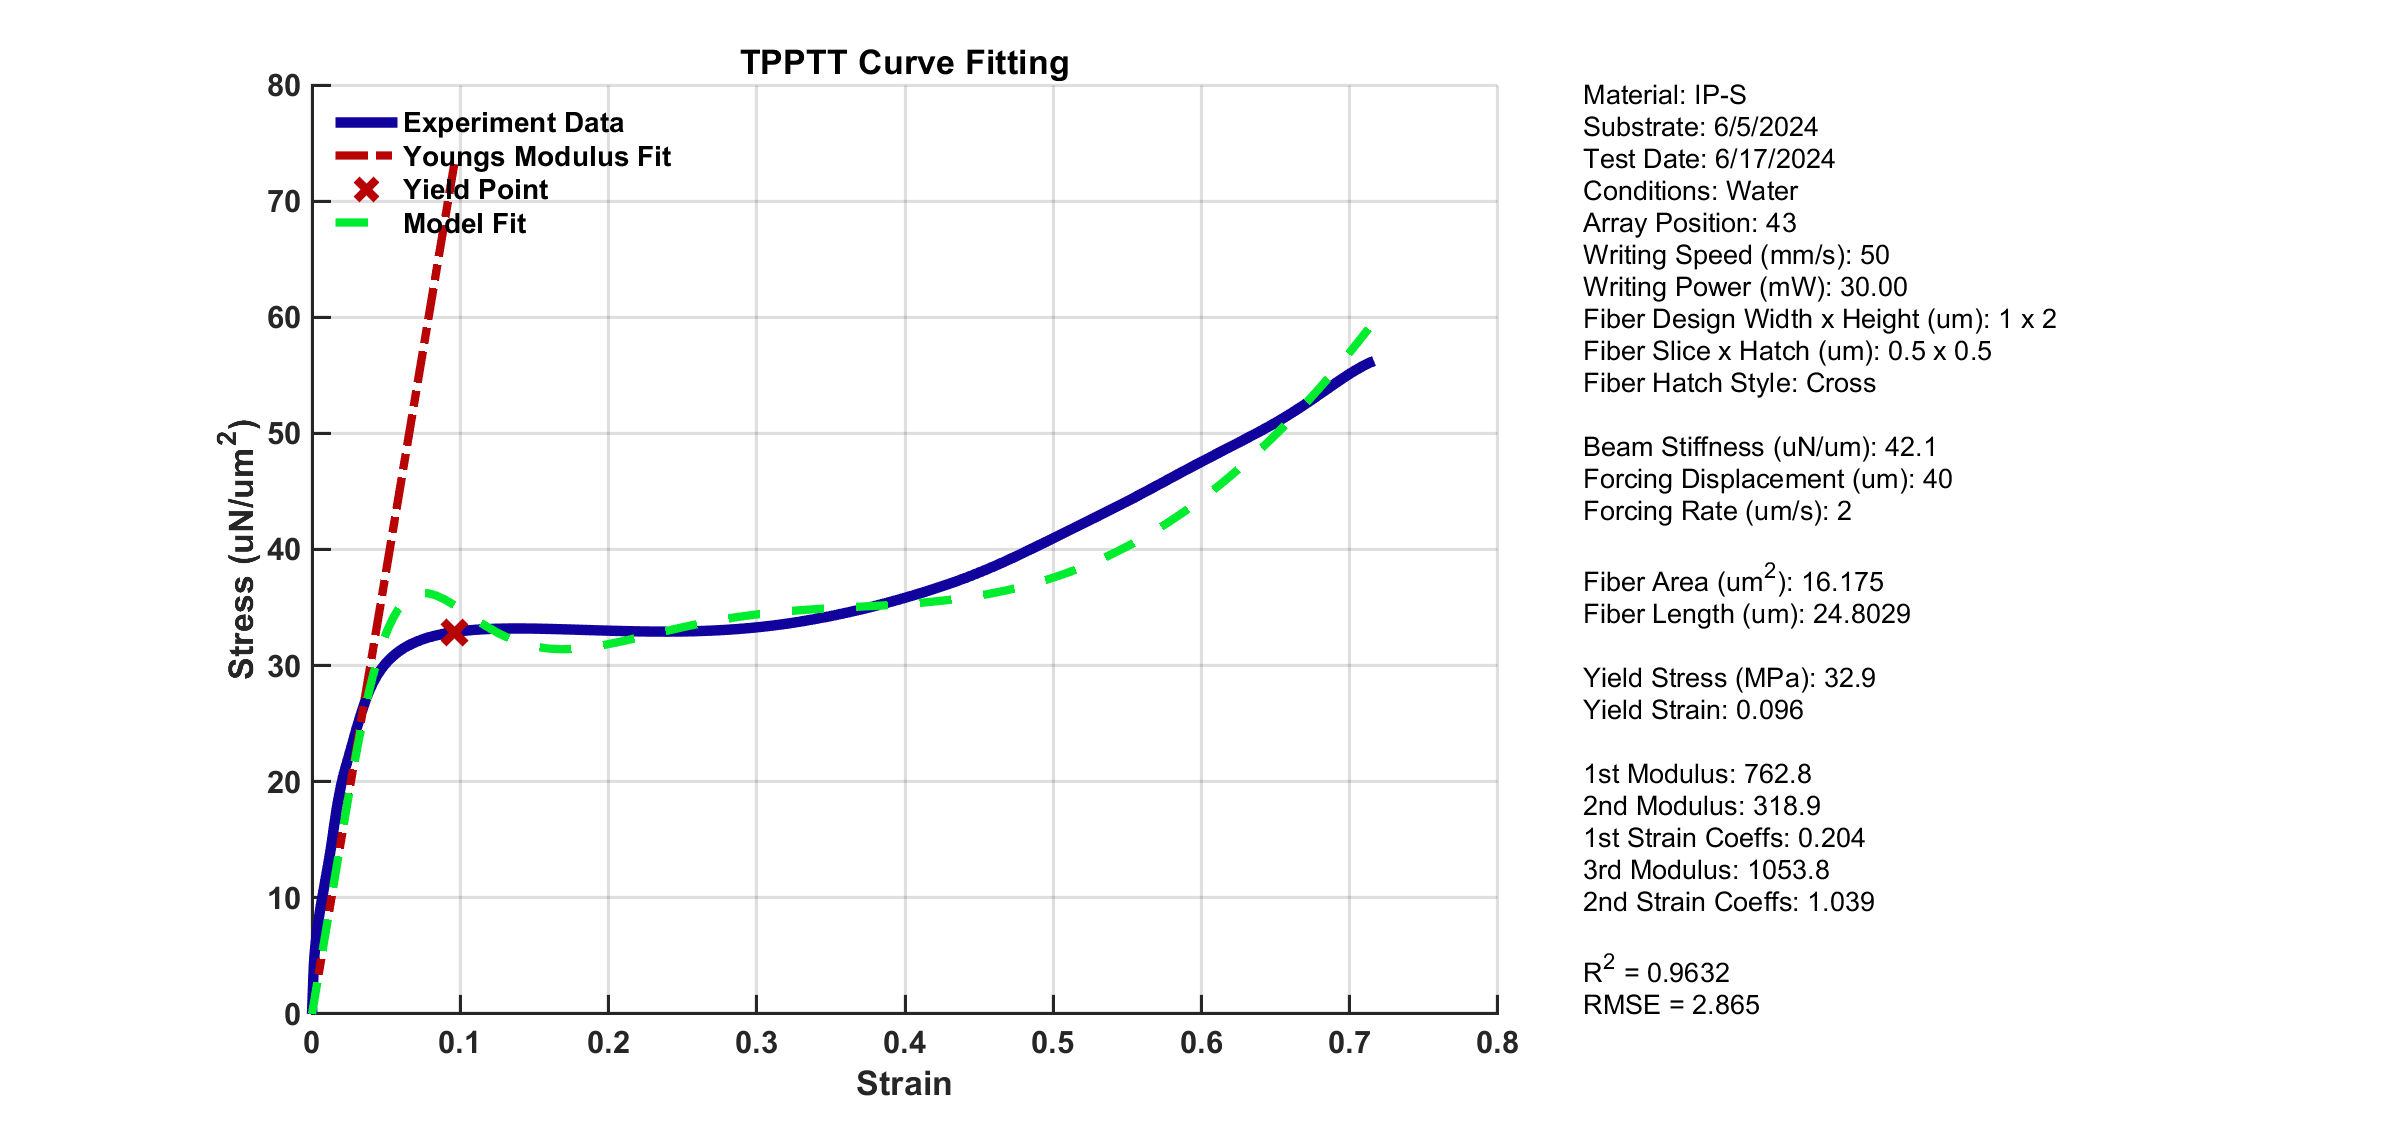 TPPTT Curve Fitting
80
70
60
50
40
30
20
10
0
Stress (uN/um²)
Experiment Data
Youngs Modulus Fit
Yield Point
Model Fit
0 0.1 0.2 0.3 0.4 0.5 0.6 0.7 0.8
Strain
Material: IP-S
Substrate: 6/5/2024
Test Date: 6/17/2024
Conditions: Water
Array Position: 43
Writing Speed (mm/s): 50
Writing Power (mW): 30.00
Fiber Design Width x Height (um): 1 x 2
Fiber Slice x Hatch (um): 0.5 x 0.5
Fiber Hatch Style: Cross
Beam Stiffness (uN/um): 42.1
Forcing Displacement (um): 40
Forcing Rate (um/s): 2
Fiber Area (um²): 16.175
Fiber Length (um): 24.8029
Yield Stress (MPa): 32.9
Yield Strain: 0.096
1st Modulus: 762.8
2nd Modulus: 318.9
1st Strain Coeffs: 0.204
3rd Modulus: 1053.8
2nd Strain Coeffs: 1.039
R² = 0.9632
RMSE = 2.865